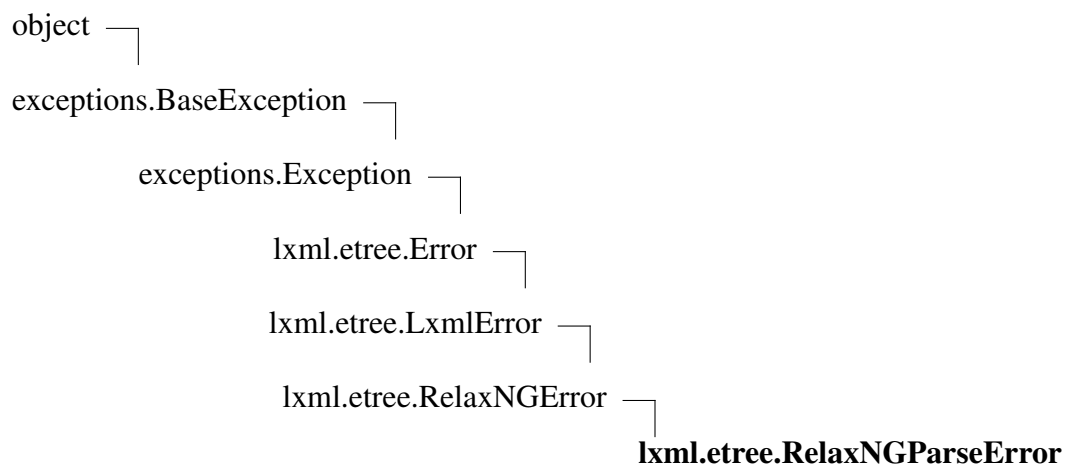 object
exceptions.BaseException
exceptions.Exception
lxml.etree.Error
lxml.etree.LxmlError
lxml.etree.RelaxNGError
lxml.etree.RelaxNGParseError